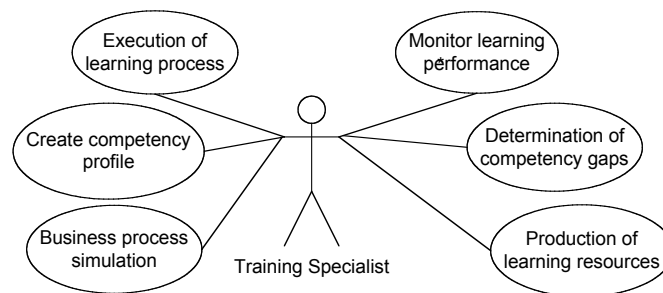 Execution of
learning process
Monitor learning
performance
Create competency
profile
Determination of
competency gaps
Business process
simulation
Production of
learning resources
Training Specialist